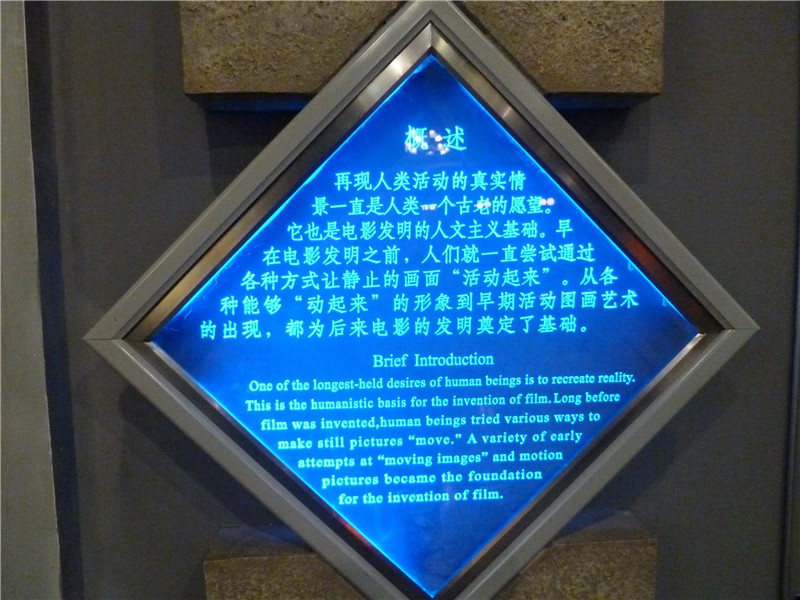 概述
再现人类活动的真实情
景一直是人类一个古老的愿望。
它也是电影发明的人文主义基础。早
在电影发明之前，人们就一直尝试通过
各种方式让静止的画面“活动起来”。从各
种能够“动起来”的形象到早期活动图画艺术
的出现，都为后来电影的发明奠定了基础。
Brief Introduction
One of the longest-held desires of human beings is to recreate reality.
This is the humanistic basis for the invention of film. Long before
film was invented,human beings tried various ways to
make still pictures “move.” A variety of early
attempts at “moving images” and motion
pictures became the foundation
for the invention of film.